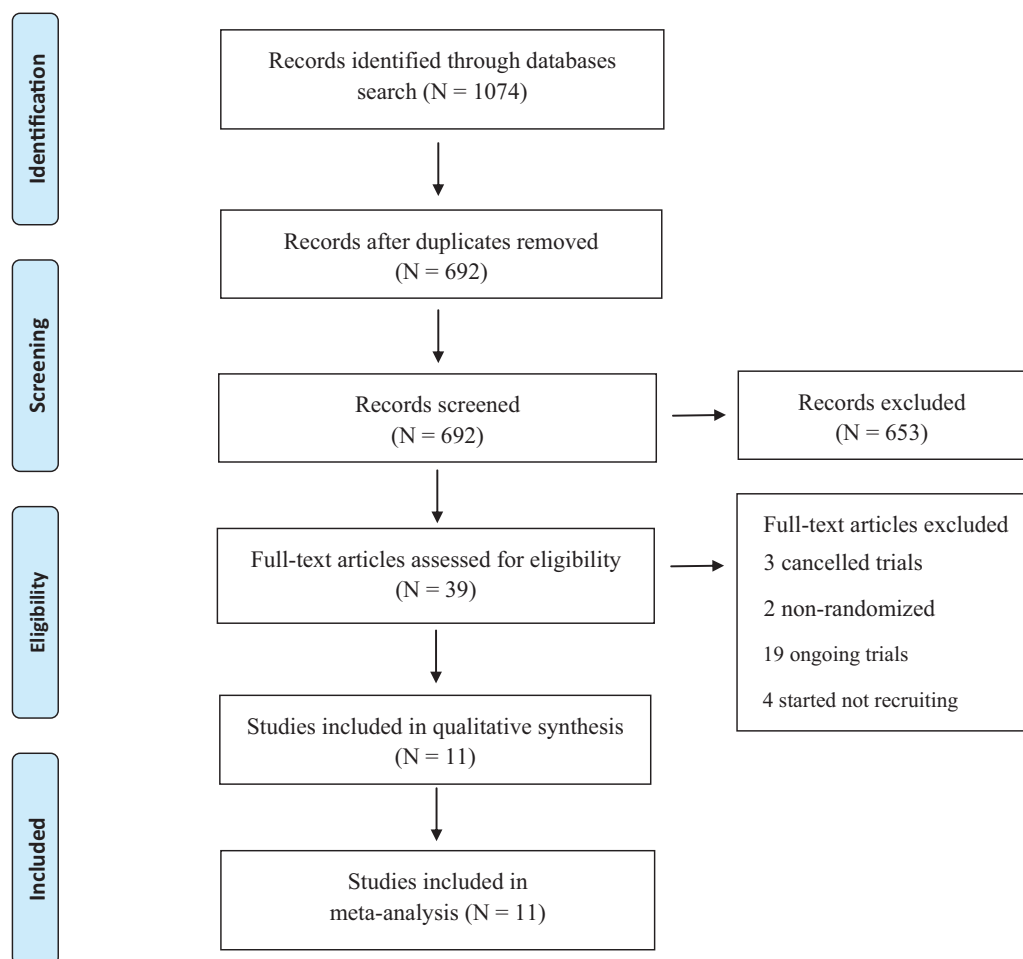 Identification
Records identified through databases
search (N = 1074)
Records after duplicates removed
(N = 692)
Screening
Records screened
(N = 692)
Records excluded
(N = 653)
Eligibility
Full-text articles assessed for eligibility
(N = 39)
Full-text articles excluded
3 cancelled trials
2 non-randomized
19 ongoing trials
4 started not recruiting
Studies included in qualitative synthesis
(N = 11)
Included
Studies included in
meta-analysis (N = 11)